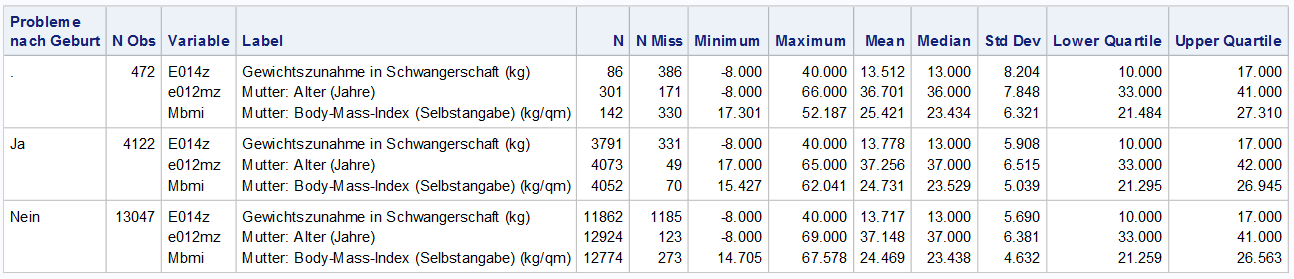 Probleme
nach Geburt N Obs Variable Label N N Miss Minimum Maximum Mean Median Std Dev Lower Quartile Upper Quartile
. 472 E014z Gewichtszunahme in Schwangerschaft (kg) 86 386 -8.000 40.000 13.512 13.000 8.204 10.000 17.000
e012mz Mutter: Alter (Jahre) 301 171 -8.000 66.000 36.701 36.000 7.848 33.000 41.000
Mbmi Mutter: Body-Mass-Index (Selbstangabe) (kg/qm) 142 330 17.301 52.187 25.421 23.434 6.321 21.484 27.310
Ja 4122 E014z Gewichtszunahme in Schwangerschaft (kg) 3791 331 -8.000 40.000 13.778 13.000 5.908 10.000 17.000
e012mz Mutter: Alter (Jahre) 4073 49 17.000 65.000 37.256 37.000 6.515 33.000 42.000
Mbmi Mutter: Body-Mass-Index (Selbstangabe) (kg/qm) 4052 70 15.427 62.041 24.731 23.529 5.039 21.295 26.945
Nein 13047 E014z Gewichtszunahme in Schwangerschaft (kg) 11862 1185 -8.000 40.000 13.717 13.000 5.690 10.000 17.000
e012mz Mutter: Alter (Jahre) 12924 123 -8.000 69.000 37.148 37.000 6.381 33.000 41.000
Mbmi Mutter: Body-Mass-Index (Selbstangabe) (kg/qm) 12774 273 14.705 67.578 24.469 23.438 4.632 21.259 26.563